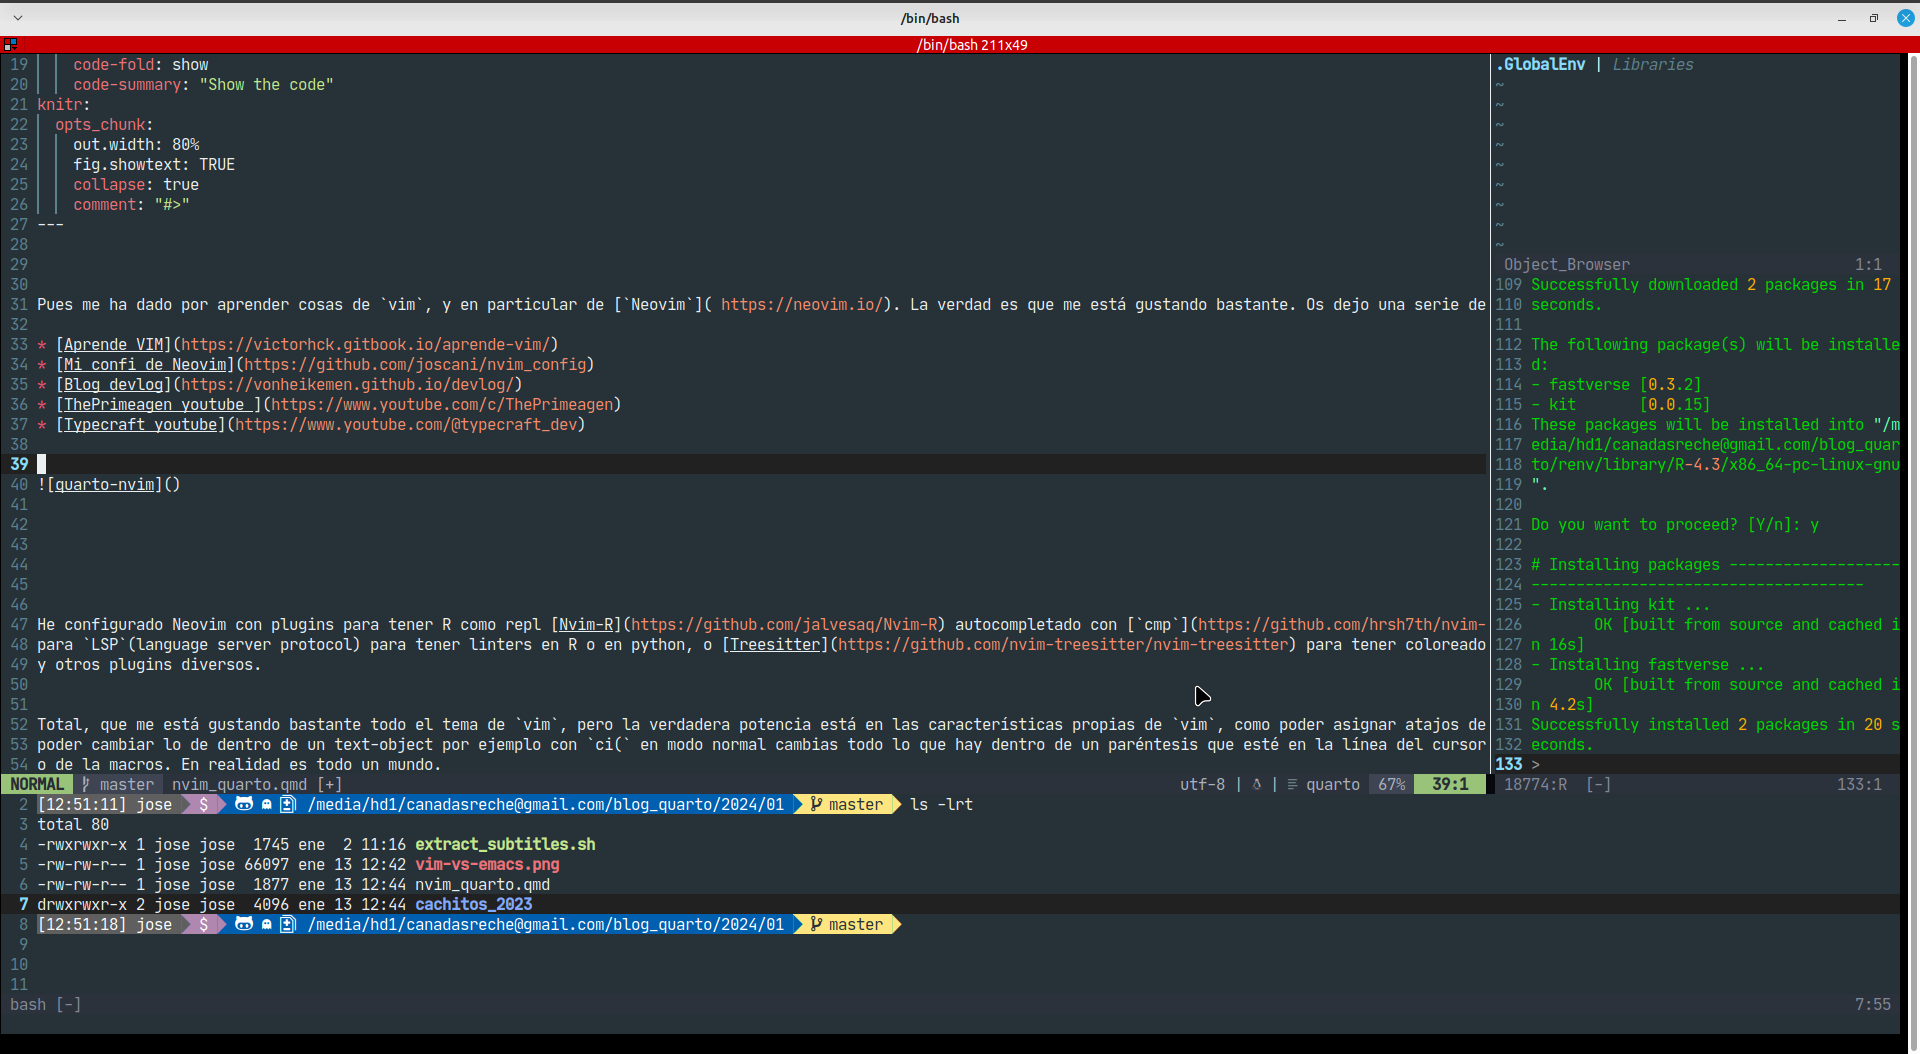 /bin/bash
/bin/bash 211x49
19 code-fold: show
20 code-summary: "Show the code"
21 knitr:
22 opts_chunk:
23 out.width: 80%
24 fig.showtext: TRUE
25 collapse: true
26 comment: "#>"
27 ---
28
29
30
31 Pues me ha dado por aprender cosas de `vim`, y en particular de [`Neovim`]( https://neovim.io/). La verdad es que me está gustando bastante. Os dejo una serie de
32
33 * [Aprende VIM](https://victorhck.gitbook.io/aprende-vim/)
34 * [Mi confi de Neovim](https://github.com/joscani/nvim_config)
35 * [Blog devlog](https://vonheikemen.github.io/devlog/)
36 * [ThePrimeagen youtube ](https://www.youtube.com/c/ThePrimeagen)
37 * [Typecraft youtube](https://www.youtube.com/@typecraft_dev)
38
39
40 ![quarto-nvim]()
41
42
43
44
45
46
47 He configurado Neovim con plugins para tener R como repl [Nvim-R](https://github.com/jalvesaq/Nvim-R) autocompletado con [`cmp`](https://github.com/hrsh7th/nvim-
48 para `LSP`(language server protocol) para tener linters en R o en python, o [Treesitter](https://github.com/nvim-treesitter/nvim-treesitter) para tener coloreado
49 y otros plugins diversos.
50
51
52 Total, que me está gustando bastante todo el tema de `vim`, pero la verdadera potencia está en las características propias de `vim`, como poder asignar atajos de
53 poder cambiar lo de dentro de un text-object por ejemplo con `ci(` en modo normal cambias todo lo que hay dentro de un paréntesis que esté en la línea del cursor
54 o de la macros. En realidad es todo un mundo.
NORMAL master nvim_quarto.qmd [+] utf-8 | | quarto 67% 39:1
.GlobalEnv | Libraries
~
~
~
~
~
~
~
~
~
Object_Browser 1:1
109 Successfully downloaded 2 packages in 17
110 seconds.
111
112 The following package(s) will be installe
113 d:
114 - fastverse [0.3.2]
115 - kit [0.0.15]
116 These packages will be installed into "/m
117 edia/hd1/canadasreche@gmail.com/blog_quar
118 to/renv/library/R-4.3/x86_64-pc-linux-gnu
119 ".
120
121 Do you want to proceed? [Y/n]: y
122
123 # Installing packages -------------------
124 -------------------------------------
125 - Installing kit ...
126 OK [built from source and cached i
127 n 16s]
128 - Installing fastverse ...
129 OK [built from source and cached i
130 n 4.2s]
131 Successfully installed 2 packages in 20 s
132 econds.
133 >
18774:R [-] 133:1
2 [12:51:11] jose $ /media/hd1/canadasreche@gmail.com/blog_quarto/2024/01 master ls -lrt
3 total 80
4 -rwxrwxr-x 1 jose jose 1745 ene 2 11:16 extract_subtitles.sh
5 -rw-rw-r-- 1 jose jose 66097 ene 13 12:42 vim-vs-emacs.png
6 -rw-rw-r-- 1 jose jose 1877 ene 13 12:44 nvim_quarto.qmd
7 drwxrwxr-x 2 jose jose 4096 ene 13 12:44 cachitos_2023
8 [12:51:18] jose $ /media/hd1/canadasreche@gmail.com/blog_quarto/2024/01 master
9
10
11
bash [-] 7:55